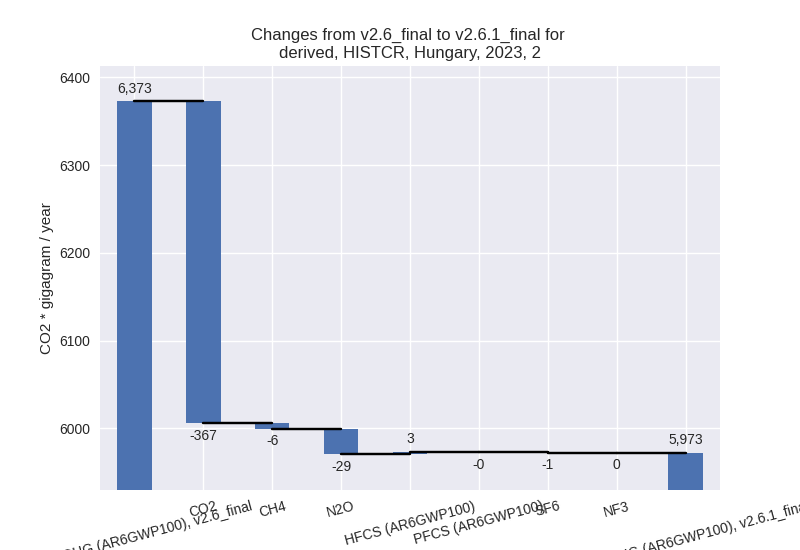 Changes from v2.6_final to v2.6.1_final for
derived, HISTCR, Hungary, 2023, 2
6400
6300
6200
6100
6000
CO2 * gigagram / year
6,373
-367
-6
-29
3
-0
-1
0
5,973
(AR6GWP100), v2.6_final
CO2
CH4
N2O
HFCS (AR6GWP100)
PFCS (AR6GWP100)
SF6
NF3
(AR6GWP100), v2.6.1_fina